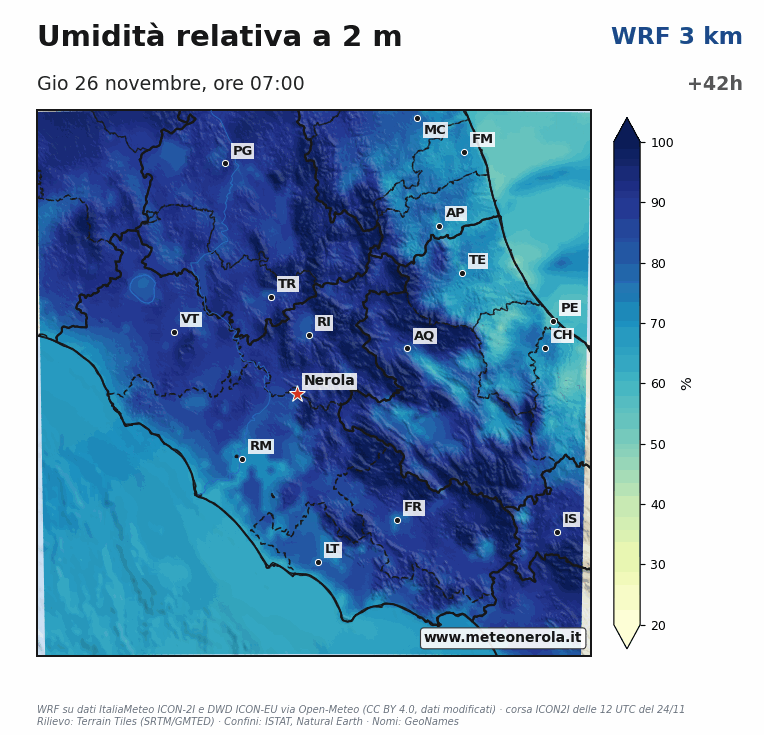 Umidità relativa a 2 m
WRF 3 km
Gio 26 novembre, ore 07:00
+42h
MC
FM
PG
AP
TE
TR
PE
VT
RI
AQ
CH
Nerola
RM
FR
IS
LT
www.meteonerola.it
100
90
80
70
60
50
40
30
20
%
WRF su dati ItaliaMeteo ICON-2I e DWD ICON-EU via Open-Meteo (CC BY 4.0, dati modificati) · corsa ICON2I delle 12 UTC del 24/11
Rilievo: Terrain Tiles (SRTM/GMTED) · Confini: ISTAT, Natural Earth · Nomi: GeoNames